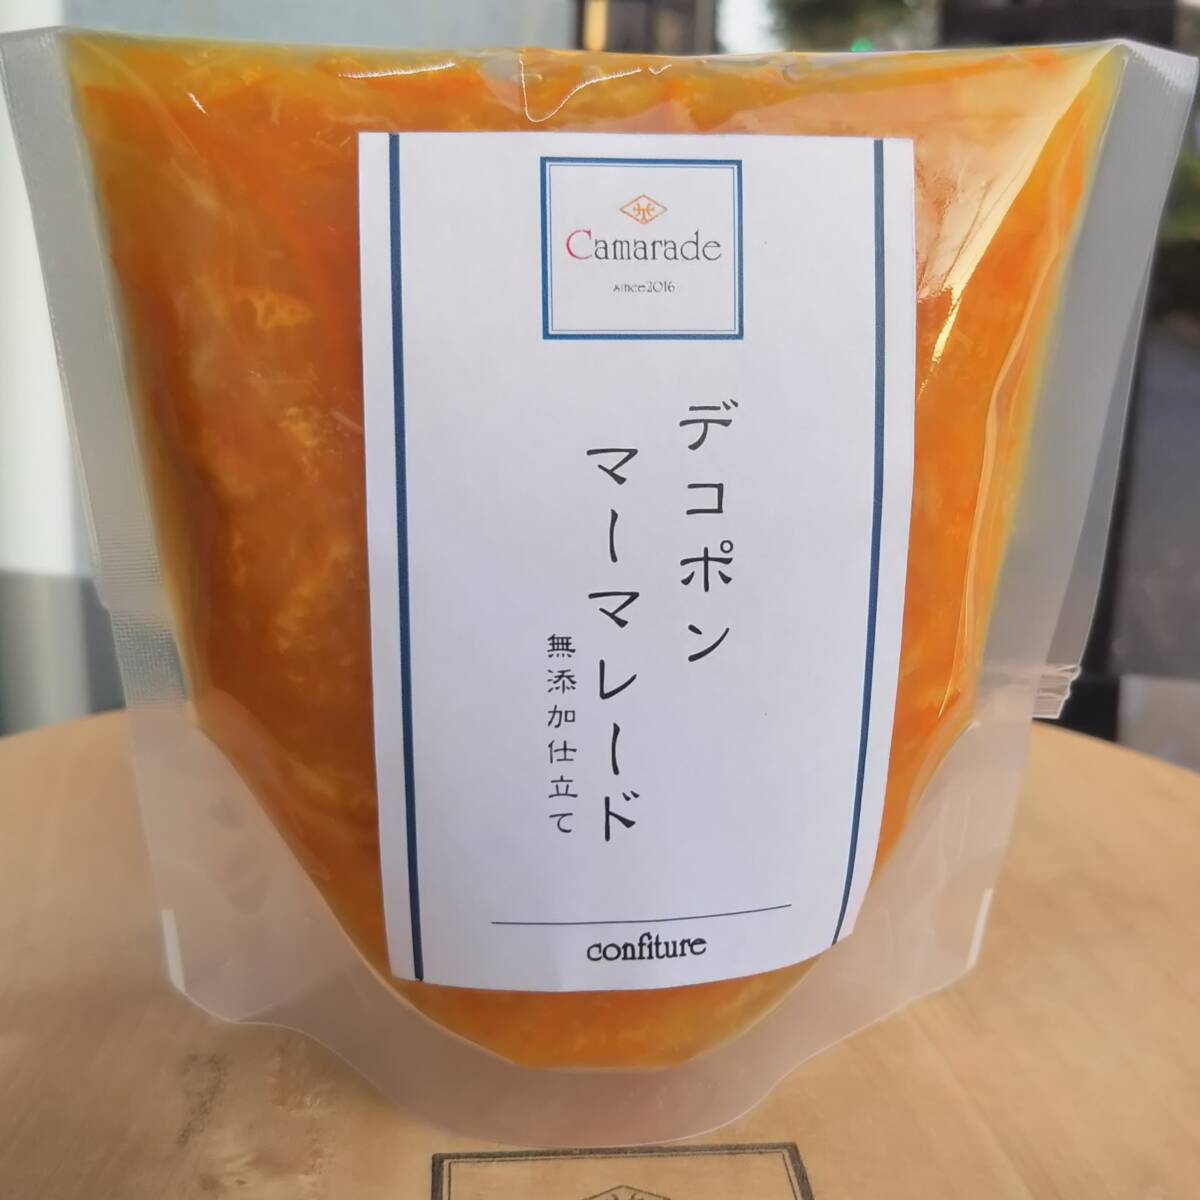 Camarade
since2016
デコポン
マーマレード
無添加仕立て
confiture